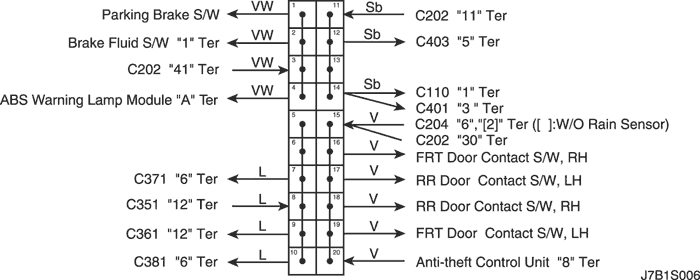 Parking Brake S/W VW 1 11 Sb C202 "11" Ter
Brake Fluid S/W "1" Ter VW 2 12 Sb C403 "5" Ter
C202 "41" Ter VW 3 13
ABS Warning Lamp Module "A" Ter VW 4 14 Sb C110 "1" Ter
C401 "3 " Ter
5 15 V C204 "6","[2]" Ter ([ ]:W/O Rain Sensor)
C202 "30" Ter
6 16 V FRT Door Contact S/W, RH
C371 "6" Ter L 7 17 V RR Door Contact S/W, LH
C351 "12" Ter L 8 18 V RR Door Contact S/W, RH
C361 "12" Ter L 9 19 V FRT Door Contact S/W, LH
C381 "6" Ter L 10 20 V Anti-theft Control Unit "8" Ter
J7B1S006